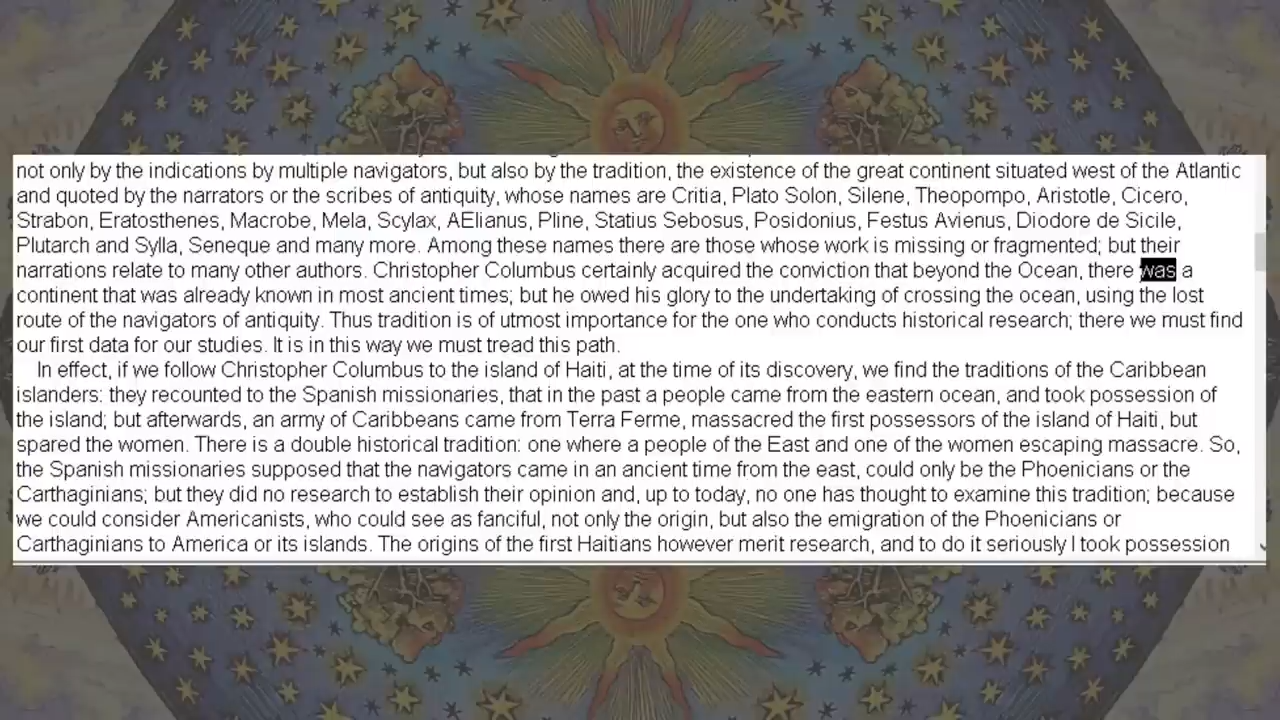 not only by the indications by multiple navigators, but also by the tradition, the existence of the great continent situated west of the Atlantic
and quoted by the narrators or the scribes of antiquity, whose names are Critia, Plato Solon, Silene, Theopompo, Aristotle, Cicero,
Strabon, Eratosthenes, Macrobe, Mela, Scylax, AElianus, Pline, Statius Sebosus, Posidonius, Festus Avienus, Diodore de Sicile,
Plutarch and Sylla, Seneque and many more. Among these names there are those whose work is missing or fragmented; but their
narrations relate to many other authors. Christopher Columbus certainly acquired the conviction that beyond the Ocean, there was a
continent that was already known in most ancient times; but he owed his glory to the undertaking of crossing the ocean, using the lost
route of the navigators of antiquity. Thus tradition is of utmost importance for the one who conducts historical research; there we must find
our first data for our studies. It is in this way we must tread this path.
In effect, if we follow Christopher Columbus to the island of Haiti, at the time of its discovery, we find the traditions of the Caribbean
islanders: they recounted to the Spanish missionaries, that in the past a people came from the eastern ocean, and took possession of
the island; but afterwards, an army of Caribbeans came from Terra Ferme, massacred the first possessors of the island of Haiti, but
spared the women. There is a double historical tradition: one where a people of the East and one of the women escaping massacre. So,
the Spanish missionaries supposed that the navigators came in an ancient time from the east, could only be the Phoenicians or the
Carthaginians; but they did no research to establish their opinion and, up to today, no one has thought to examine this tradition; because
we could consider Americanists, who could see as fanciful, not only the origin, but also the emigration of the Phoenicians or
Carthaginians to America or its islands. The origins of the first Haitians however merit research, and to do it seriously I took possession